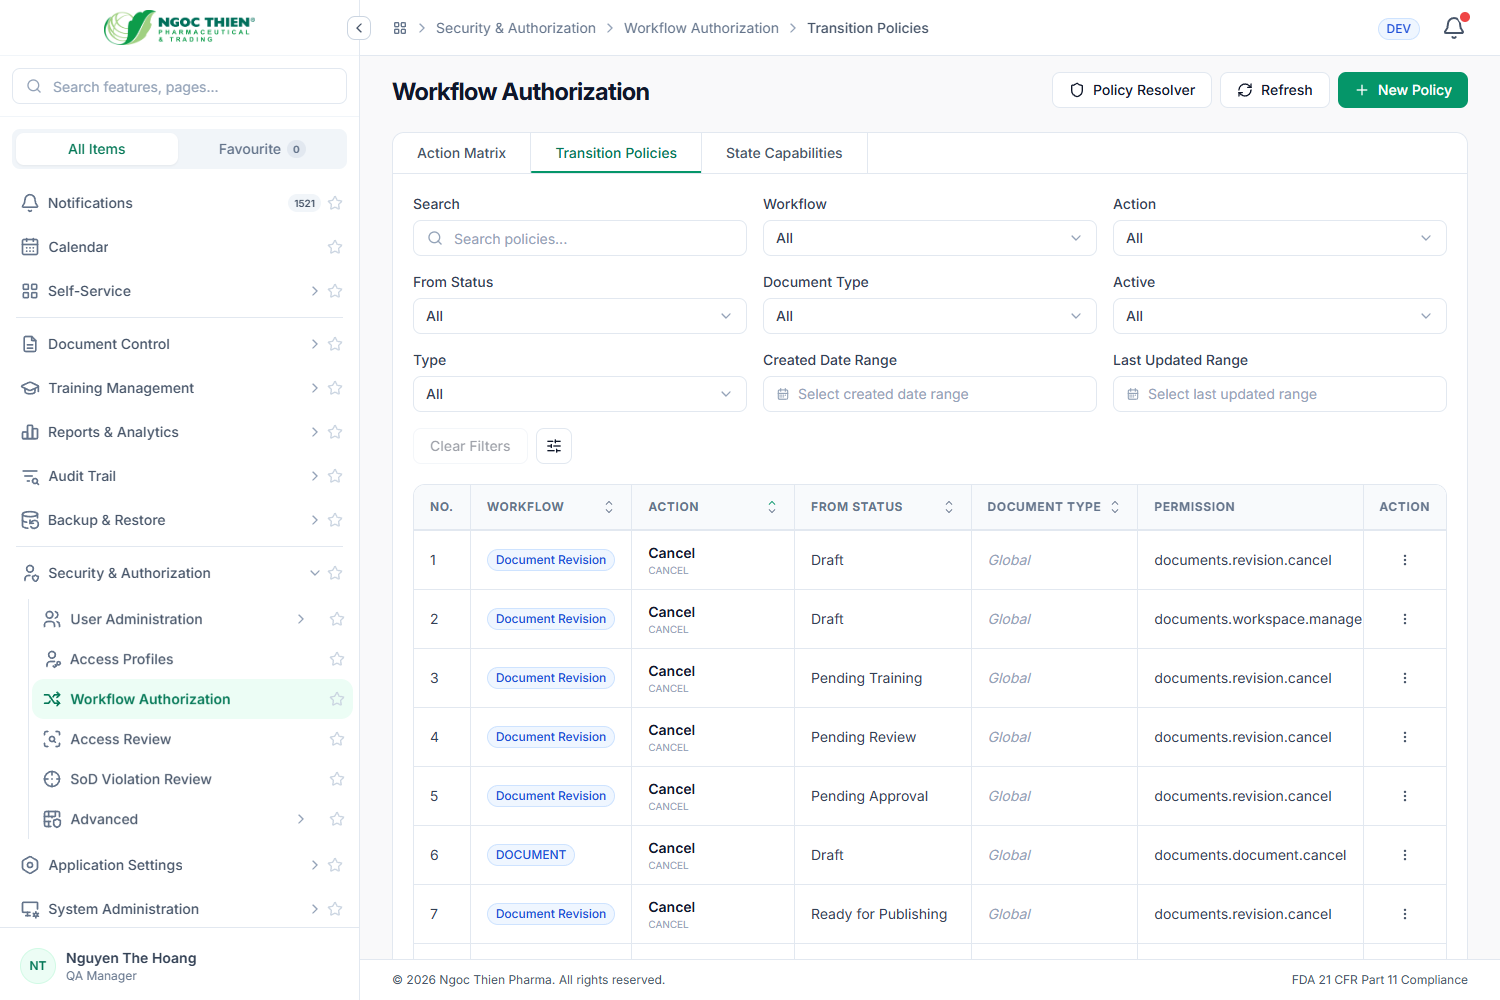 NGOC THIEN®
PHARMACEUTICAL
& TRADING
Security & Authorization
Workflow Authorization
Transition Policies
DEV
Search features, pages...
All Items
Favourite 0
Notifications 1521
Calendar
Self-Service
Document Control
Training Management
Reports & Analytics
Audit Trail
Backup & Restore
Security & Authorization
User Administration
Access Profiles
Workflow Authorization
Access Review
SoD Violation Review
Advanced
Application Settings
System Administration
NT
Nguyen The Hoang
QA Manager
Workflow Authorization
Policy Resolver
Refresh
New Policy
Action Matrix
Transition Policies
State Capabilities
Search
Workflow
Action
Search policies...
All
All
From Status
Document Type
Active
All
All
All
Type
Created Date Range
Last Updated Range
All
Select created date range
Select last updated range
Clear Filters
NO. WORKFLOW ACTION FROM STATUS DOCUMENT TYPE PERMISSION ACTION
1 Document Revision Cancel Draft Global documents.revision.cancel
CANCEL
2 Document Revision Cancel Draft Global documents.workspace.manage
CANCEL
3 Document Revision Cancel Pending Training Global documents.revision.cancel
CANCEL
4 Document Revision Cancel Pending Review Global documents.revision.cancel
CANCEL
5 Document Revision Cancel Pending Approval Global documents.revision.cancel
CANCEL
6 DOCUMENT Cancel Draft Global documents.document.cancel
CANCEL
7 Document Revision Cancel Ready for Publishing Global documents.revision.cancel
CANCEL
© 2026 Ngoc Thien Pharma. All rights reserved.
FDA 21 CFR Part 11 Compliance